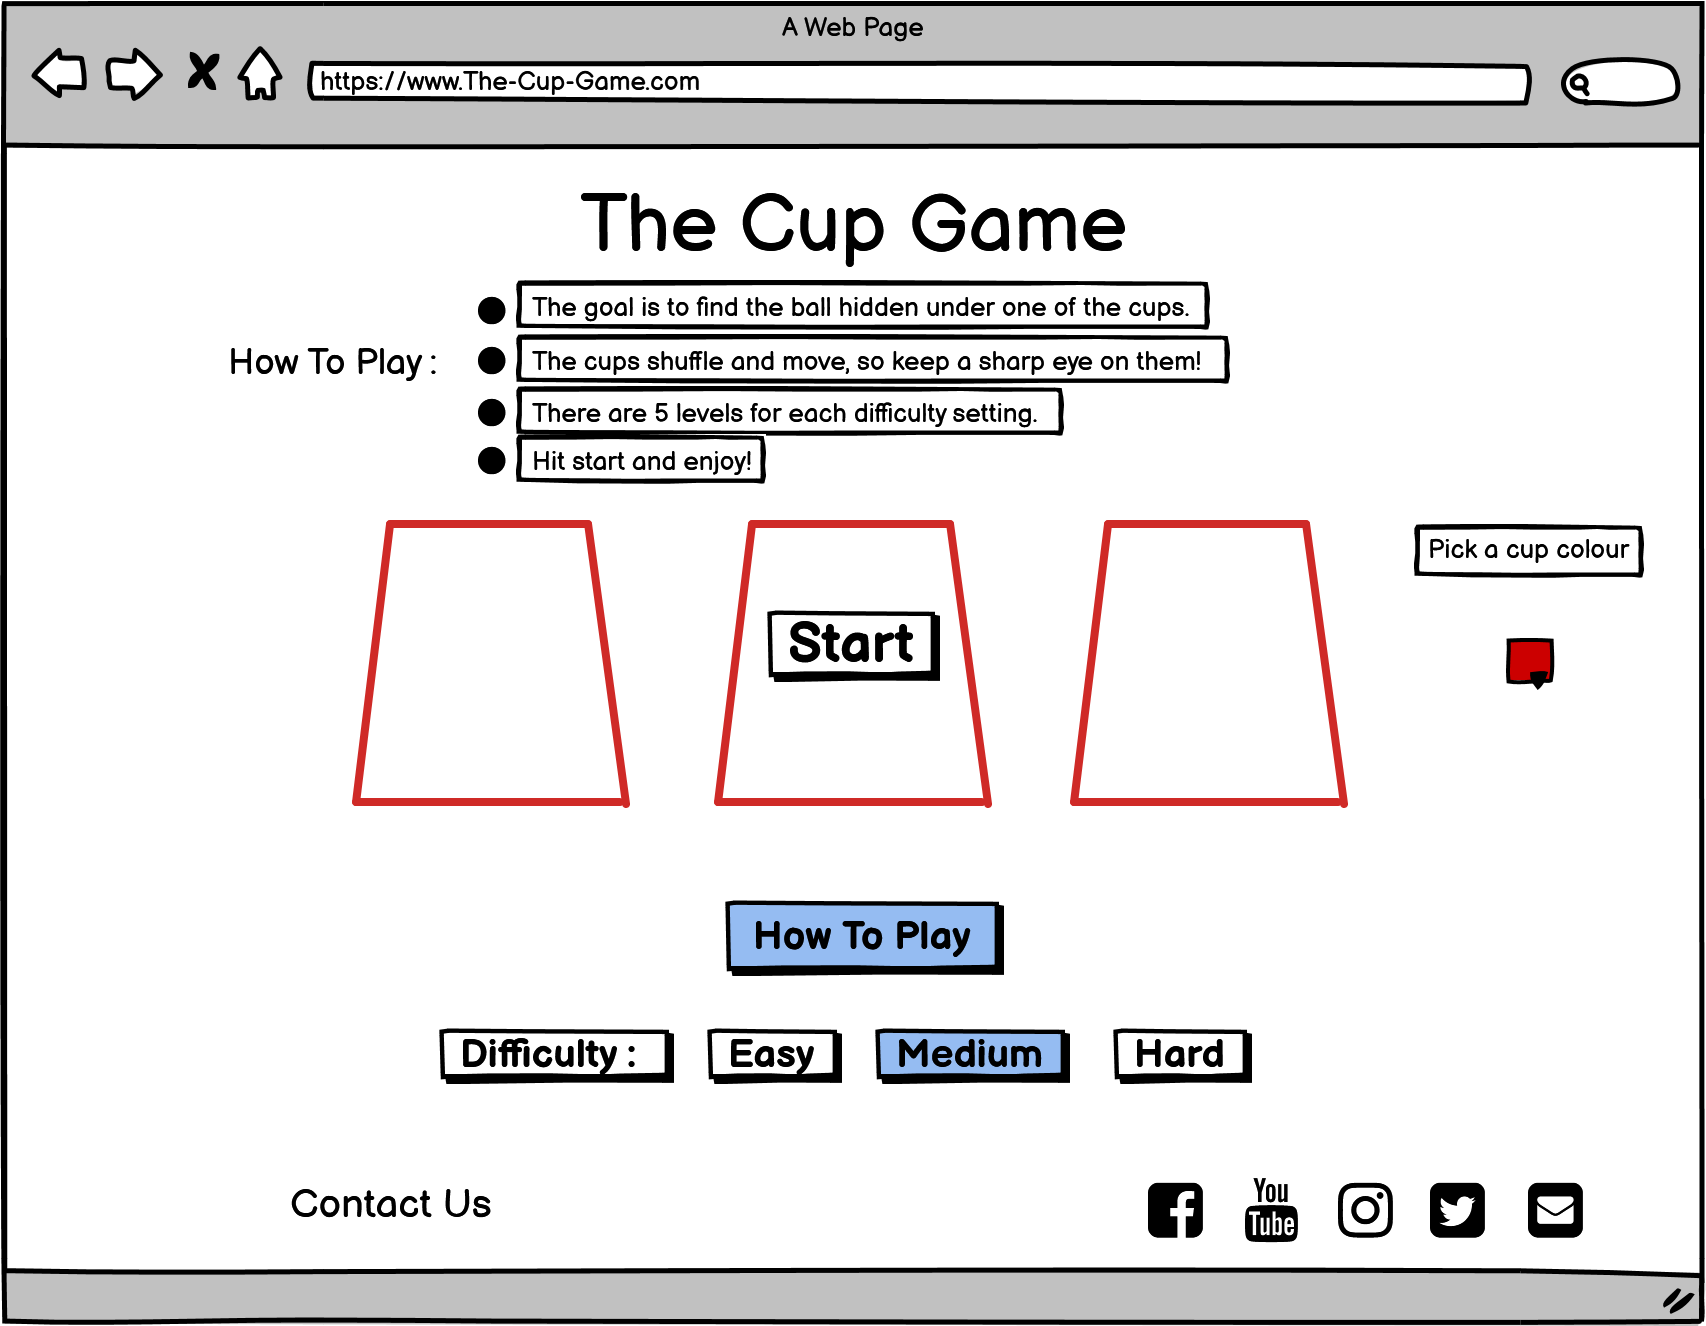 A Web Page
https://www.The-Cup-Game.com
The Cup Game
How To Play :
The goal is to find the ball hidden under one of the cups.
The cups shuffle and move, so keep a sharp eye on them!
There are 5 levels for each difficulty setting.
Hit start and enjoy!
Pick a cup colour
Start
How To Play
Difficulty :
Easy
Medium
Hard
Contact Us
You
Tube